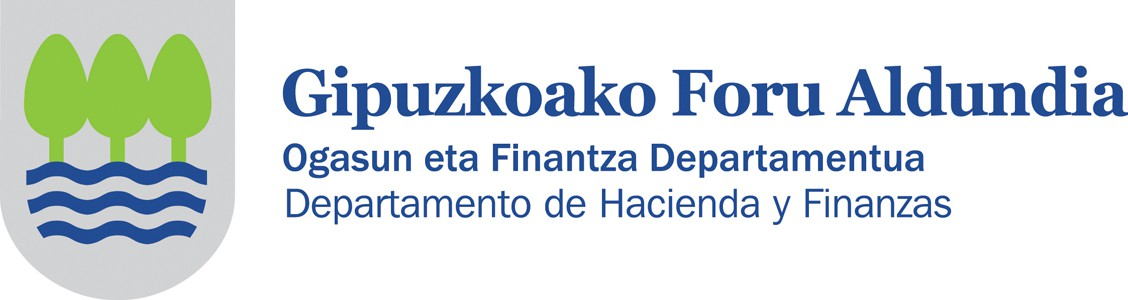 Gipuzkoako Foru Aldundia
Ogasun eta Finantza Departamentua
Departamento de Hacienda y Finanzas